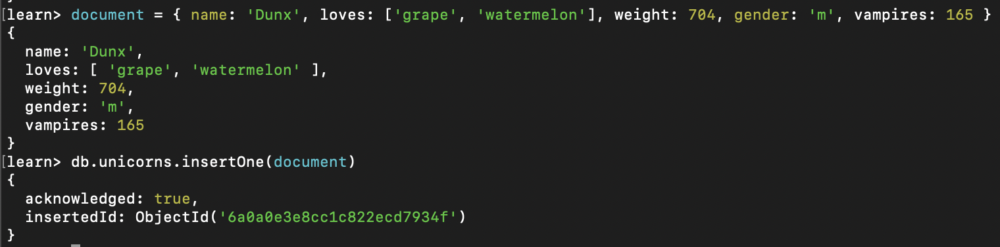 [learn> document = { name: 'Dunx', loves: ['grape', 'watermelon'], weight: 704, gender: 'm', vampires: 165 }
{
  name: 'Dunx',
  loves: [ 'grape', 'watermelon' ],
  weight: 704,
  gender: 'm',
  vampires: 165
}
[learn> db.unicorns.insertOne(document)
{
  acknowledged: true,
  insertedId: ObjectId('6a0a0e3e8cc1c822ecd7934f')
}